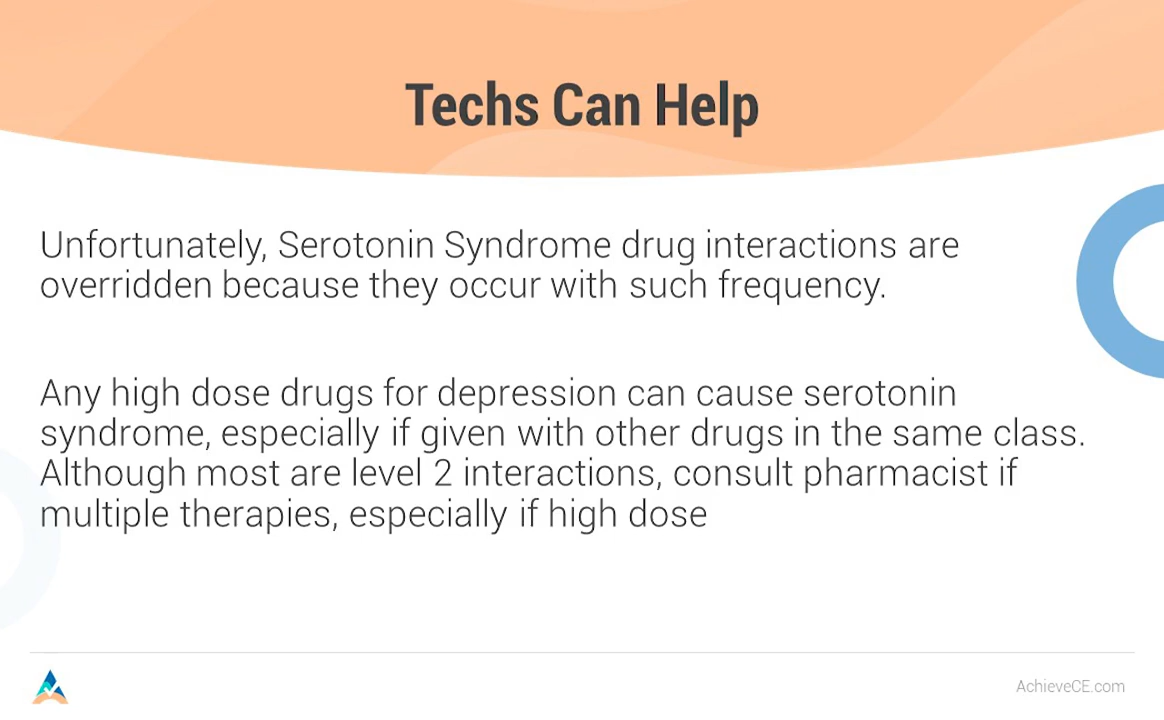 Techs Can Help
Unfortunately, Serotonin Syndrome drug interactions are
overridden because they occur with such frequency.
Any high dose drugs for depression can cause serotonin
syndrome, especially if given with other drugs in the same class.
Although most are level 2 interactions, consult pharmacist if
multiple therapies, especially if high dose
AchieveCE.com